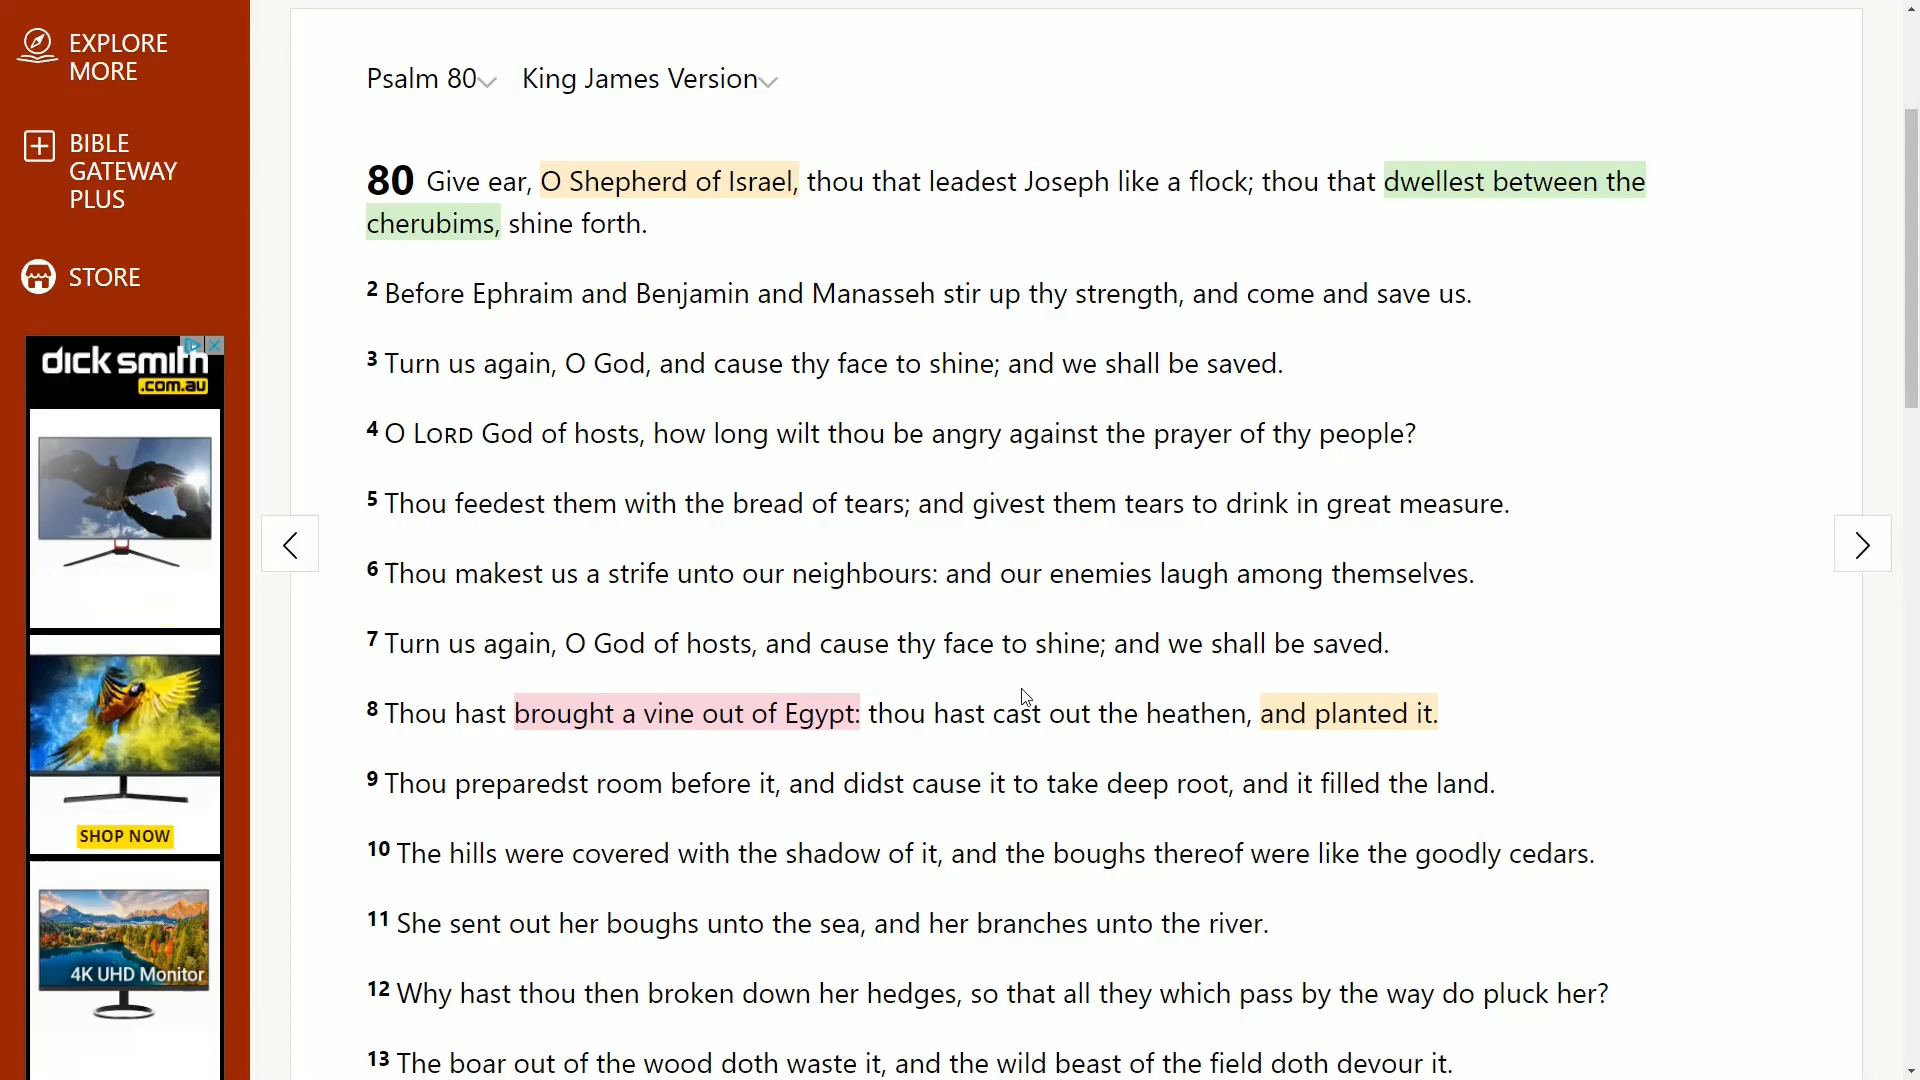 EXPLORE
MORE
BIBLE
GATEWAY
PLUS
STORE
dick smith
.com.au
SHOP NOW
4K UHD Monitor
Psalm 80 King James Version
80 Give ear, O Shepherd of Israel, thou that leadest Joseph like a flock; thou that dwellest between the
cherubims, shine forth.
2 Before Ephraim and Benjamin and Manasseh stir up thy strength, and come and save us.
3 Turn us again, O God, and cause thy face to shine; and we shall be saved.
4 O LORD God of hosts, how long wilt thou be angry against the prayer of thy people?
5 Thou feedest them with the bread of tears; and givest them tears to drink in great measure.
6 Thou makest us a strife unto our neighbours: and our enemies laugh among themselves.
7 Turn us again, O God of hosts, and cause thy face to shine; and we shall be saved.
8 Thou hast brought a vine out of Egypt: thou hast cast out the heathen, and planted it.
9 Thou preparedst room before it, and didst cause it to take deep root, and it filled the land.
10 The hills were covered with the shadow of it, and the boughs thereof were like the goodly cedars.
11 She sent out her boughs unto the sea, and her branches unto the river.
12 Why hast thou then broken down her hedges, so that all they which pass by the way do pluck her?
13 The boar out of the wood doth waste it, and the wild beast of the field doth devour it.